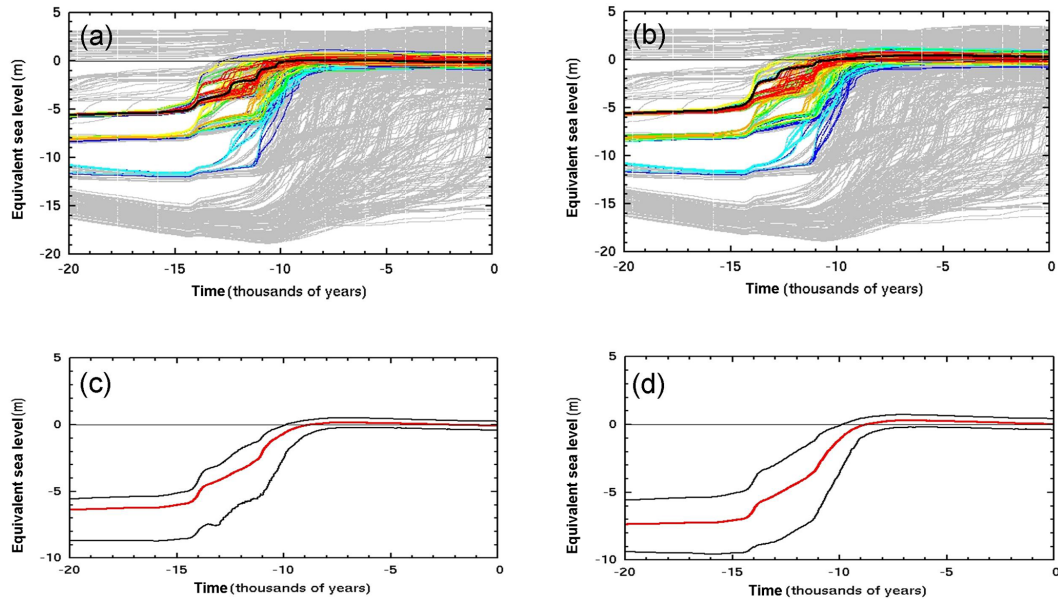 (a)
Equivalent sea level (m)
5
0
-5
-10
-15
-20
-20 -15 -10 -5 0
Time (thousands of years)
(b)
Equivalent sea level (m)
5
0
-5
-10
-15
-20
-20 -15 -10 -5 0
Time (thousands of years)
(c)
Equivalent sea level (m)
5
0
-5
-10
-20 -15 -10 -5 0
Time (thousands of years)
(d)
Equivalent sea level (m)
5
0
-5
-10
-20 -15 -10 -5 0
Time (thousands of years)